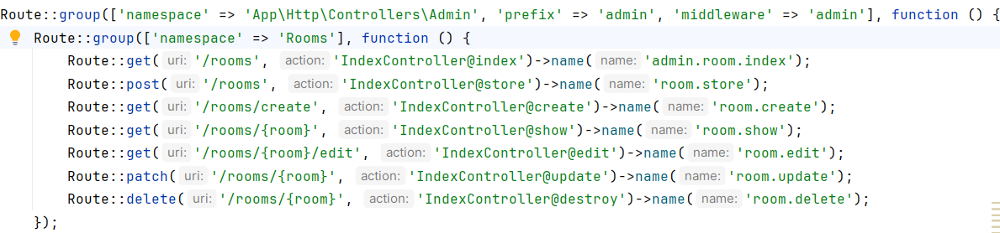 Route::group(['namespace' => 'App\Http\Controllers\Admin', 'prefix' => 'admin', 'middleware' => 'admin'], function () {
Route::group(['namespace' => 'Rooms'], function () {
Route::get( uri: '/rooms', action: 'IndexController@index')->name( name: 'admin.room.index');
Route::post( uri: '/rooms', action: 'IndexController@store')->name( name: 'room.store');
Route::get( uri: '/rooms/create', action: 'IndexController@create')->name( name: 'room.create');
Route::get( uri: '/rooms/{room}', action: 'IndexController@show')->name( name: 'room.show');
Route::get( uri: '/rooms/{room}/edit', action: 'IndexController@edit')->name( name: 'room.edit');
Route::patch( uri: '/rooms/{room}', action: 'IndexController@update')->name( name: 'room.update');
Route::delete( uri: '/rooms/{room}', action: 'IndexController@destroy')->name( name: 'room.delete');
});